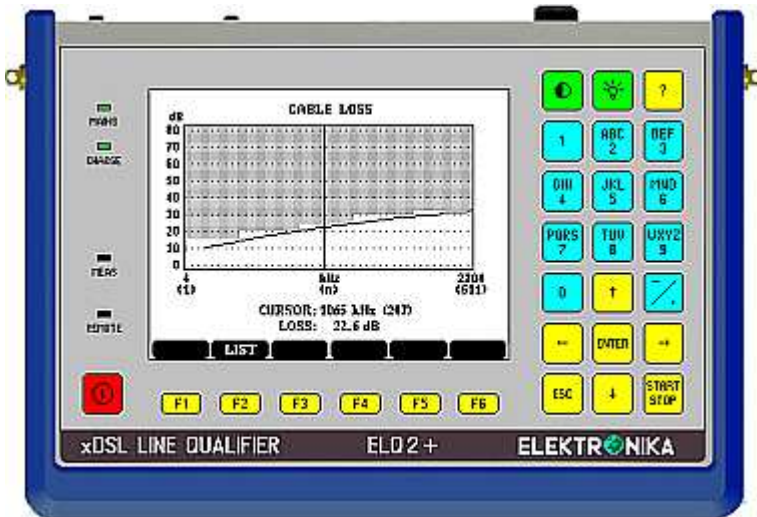 MAINS
CHARGE
MEAS
REMOTE
CABLE LOSS
dB
80
70
60
50
40
30
20
10
0
4
kHz
(1)
(n)
CURSOR: 1065 kHz (247)
LOSS: 22.6 dB
LIST
?
1
ABC
2
DEF
3
GHI
4
JKL
5
MNO
6
PQRS
7
TUV
8
WXYZ
9
0
↑
←
ENTER
→
ESC
↓
START
STOP
F1
F2
F3
F4
F5
F6
xDSL LINE QUALIFIER
ELQ 2+
ELEKTRONIKA